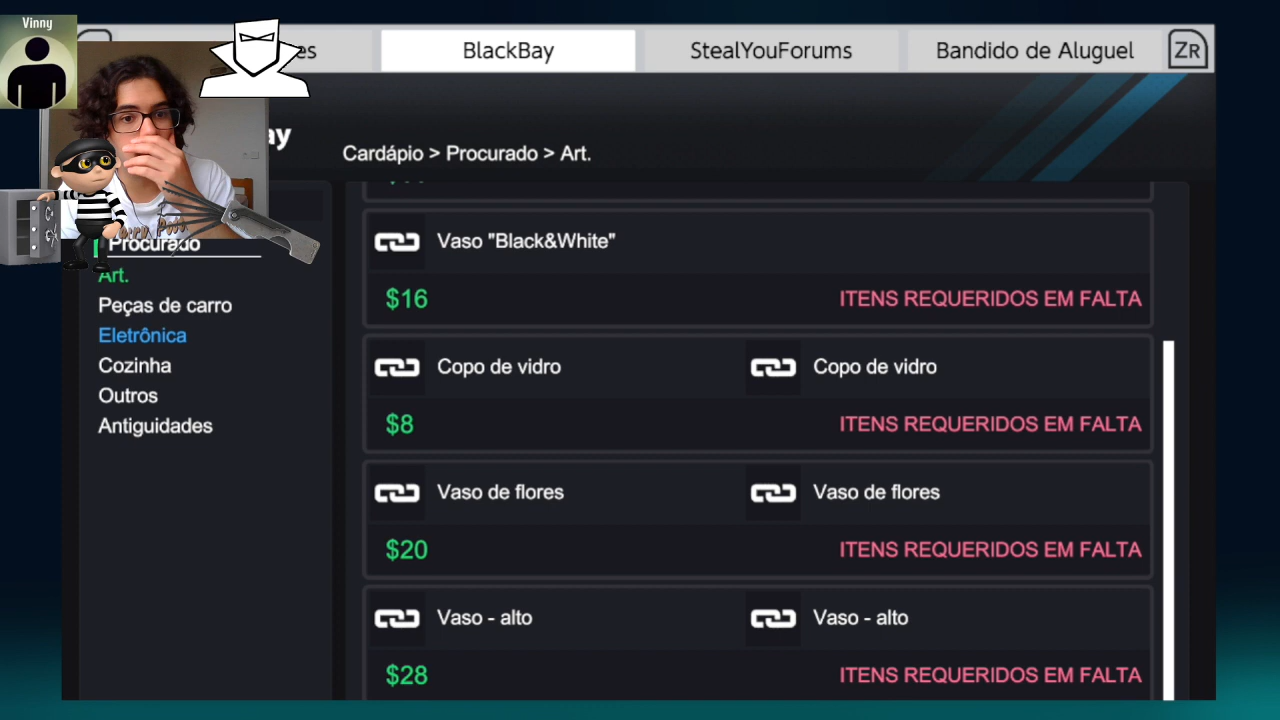 Vinny
es
BlackBay
StealYouForums
Bandido de Aluguel
ZR
ay
Cardápio > Procurado > Art.
Procurado
Art.
Peças de carro
Eletrônica
Cozinha
Outros
Antiguidades
Vaso "Black&White"
$16
ITENS REQUERIDOS EM FALTA
Copo de vidro
Copo de vidro
$8
ITENS REQUERIDOS EM FALTA
Vaso de flores
Vaso de flores
$20
ITENS REQUERIDOS EM FALTA
Vaso - alto
Vaso - alto
$28
ITENS REQUERIDOS EM FALTA